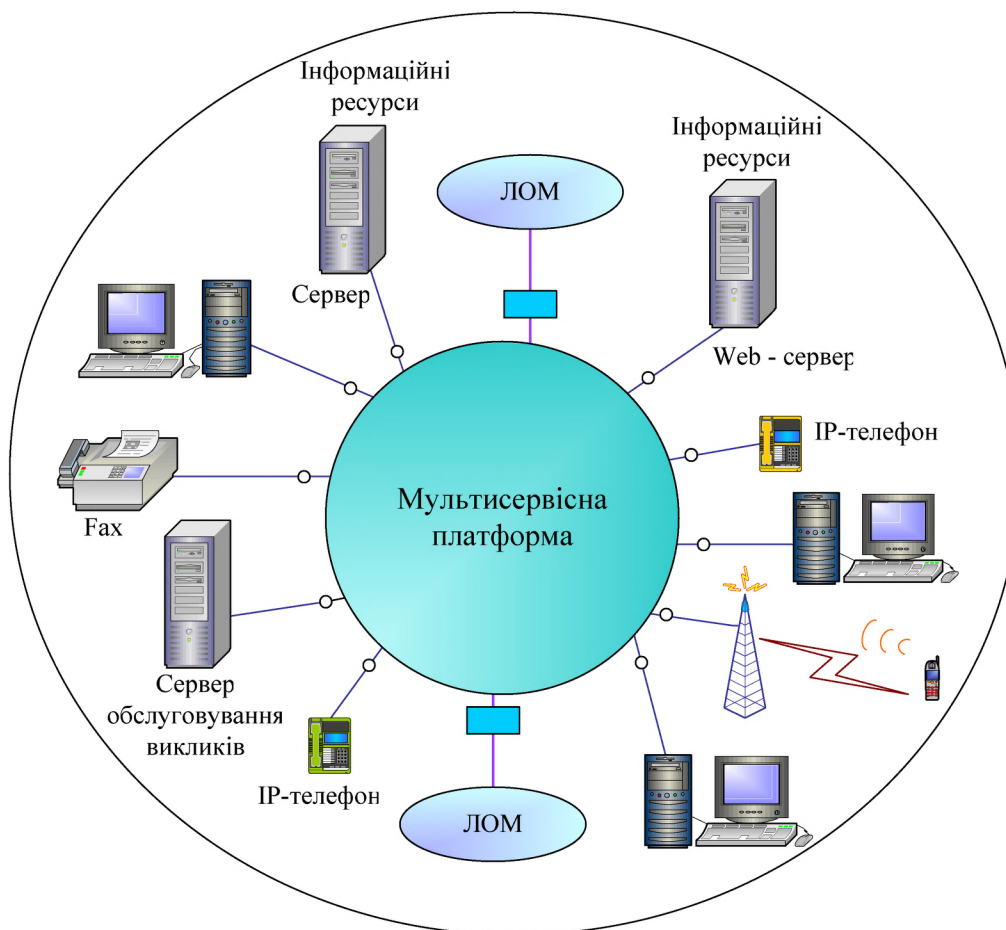 Інформаційні
ресурси
Сервер
ЛОМ
Інформаційні
ресурси
Web - сервер
IP-телефон
Fax
Мультисервісна
платформа
Сервер
обслуговування
викликів
IP-телефон
ЛОМ